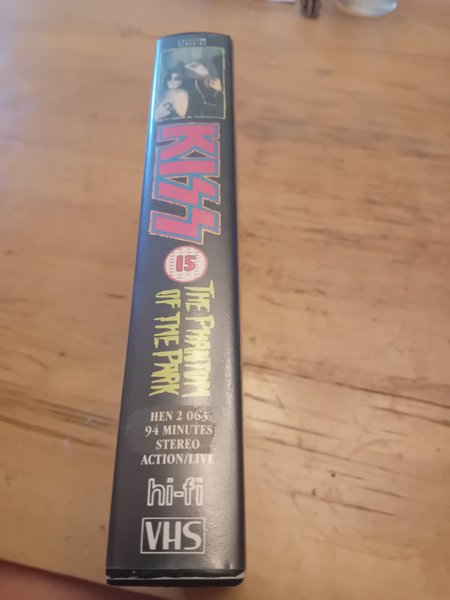 KISS
15
THE PHANTOM
OF THE PARK
HEN 2 063
94 MINUTES
STEREO
ACTION/LIVE
hi-fi
VHS